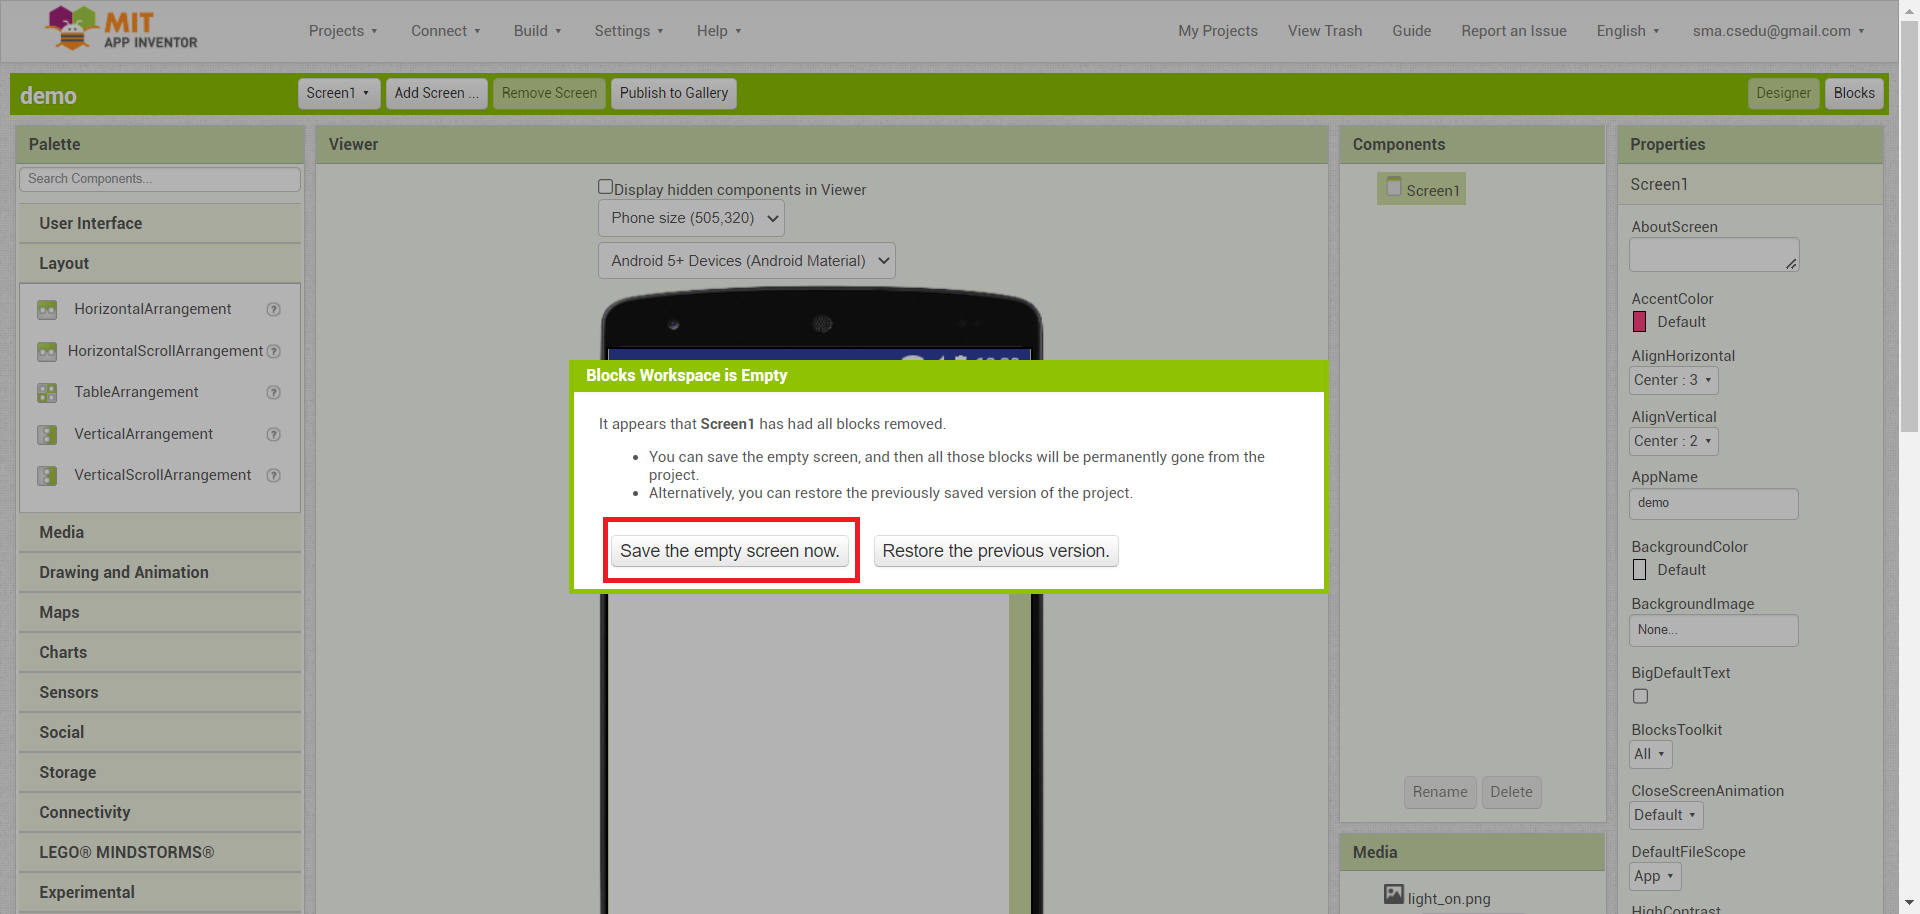 MIT
APP INVENTOR
Projects
Connect
Build
Settings
Help
My Projects
View Trash
Guide
Report an Issue
English
sma.csedu@gmail.com
demo
Screen1
Add Screen ...
Remove Screen
Publish to Gallery
Designer
Blocks
Palette
Search Components...
User Interface
Layout
HorizontalArrangement
HorizontalScrollArrangement
TableArrangement
VerticalArrangement
VerticalScrollArrangement
Media
Drawing and Animation
Maps
Charts
Sensors
Social
Storage
Connectivity
LEGO® MINDSTORMS®
Experimental
Viewer
Display hidden components in Viewer
Phone size (505,320)
Android 5+ Devices (Android Material)
Blocks Workspace is Empty
It appears that Screen1 has had all blocks removed.
• You can save the empty screen, and then all those blocks will be permanently gone from the
project.
• Alternatively, you can restore the previously saved version of the project.
Save the empty screen now.
Restore the previous version.
Components
Screen1
Rename
Delete
Media
light_on.png
Properties
Screen1
AboutScreen
AccentColor
Default
AlignHorizontal
Center : 3
AlignVertical
Center : 2
AppName
demo
BackgroundColor
Default
BackgroundImage
None...
BigDefaultText
BlocksToolkit
All
CloseScreenAnimation
Default
DefaultFileScope
App
HighContrast